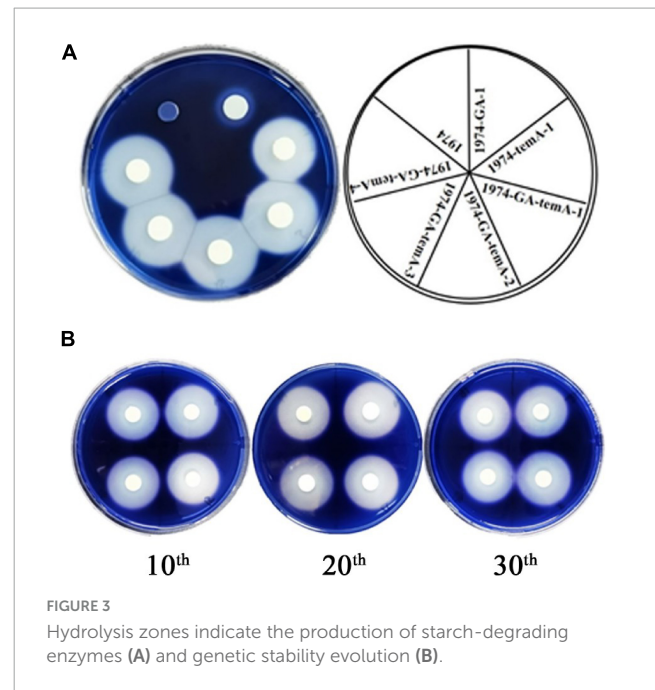 A
1974
1974-GA-1
1974-temA-1
1974-GA-temA-1
1974-GA-temA-2
1974-GA-temA-3
1974-GA-temA-4
B
10th 20th 30th
FIGURE 3
Hydrolysis zones indicate the production of starch-degrading
enzymes (A) and genetic stability evolution (B).